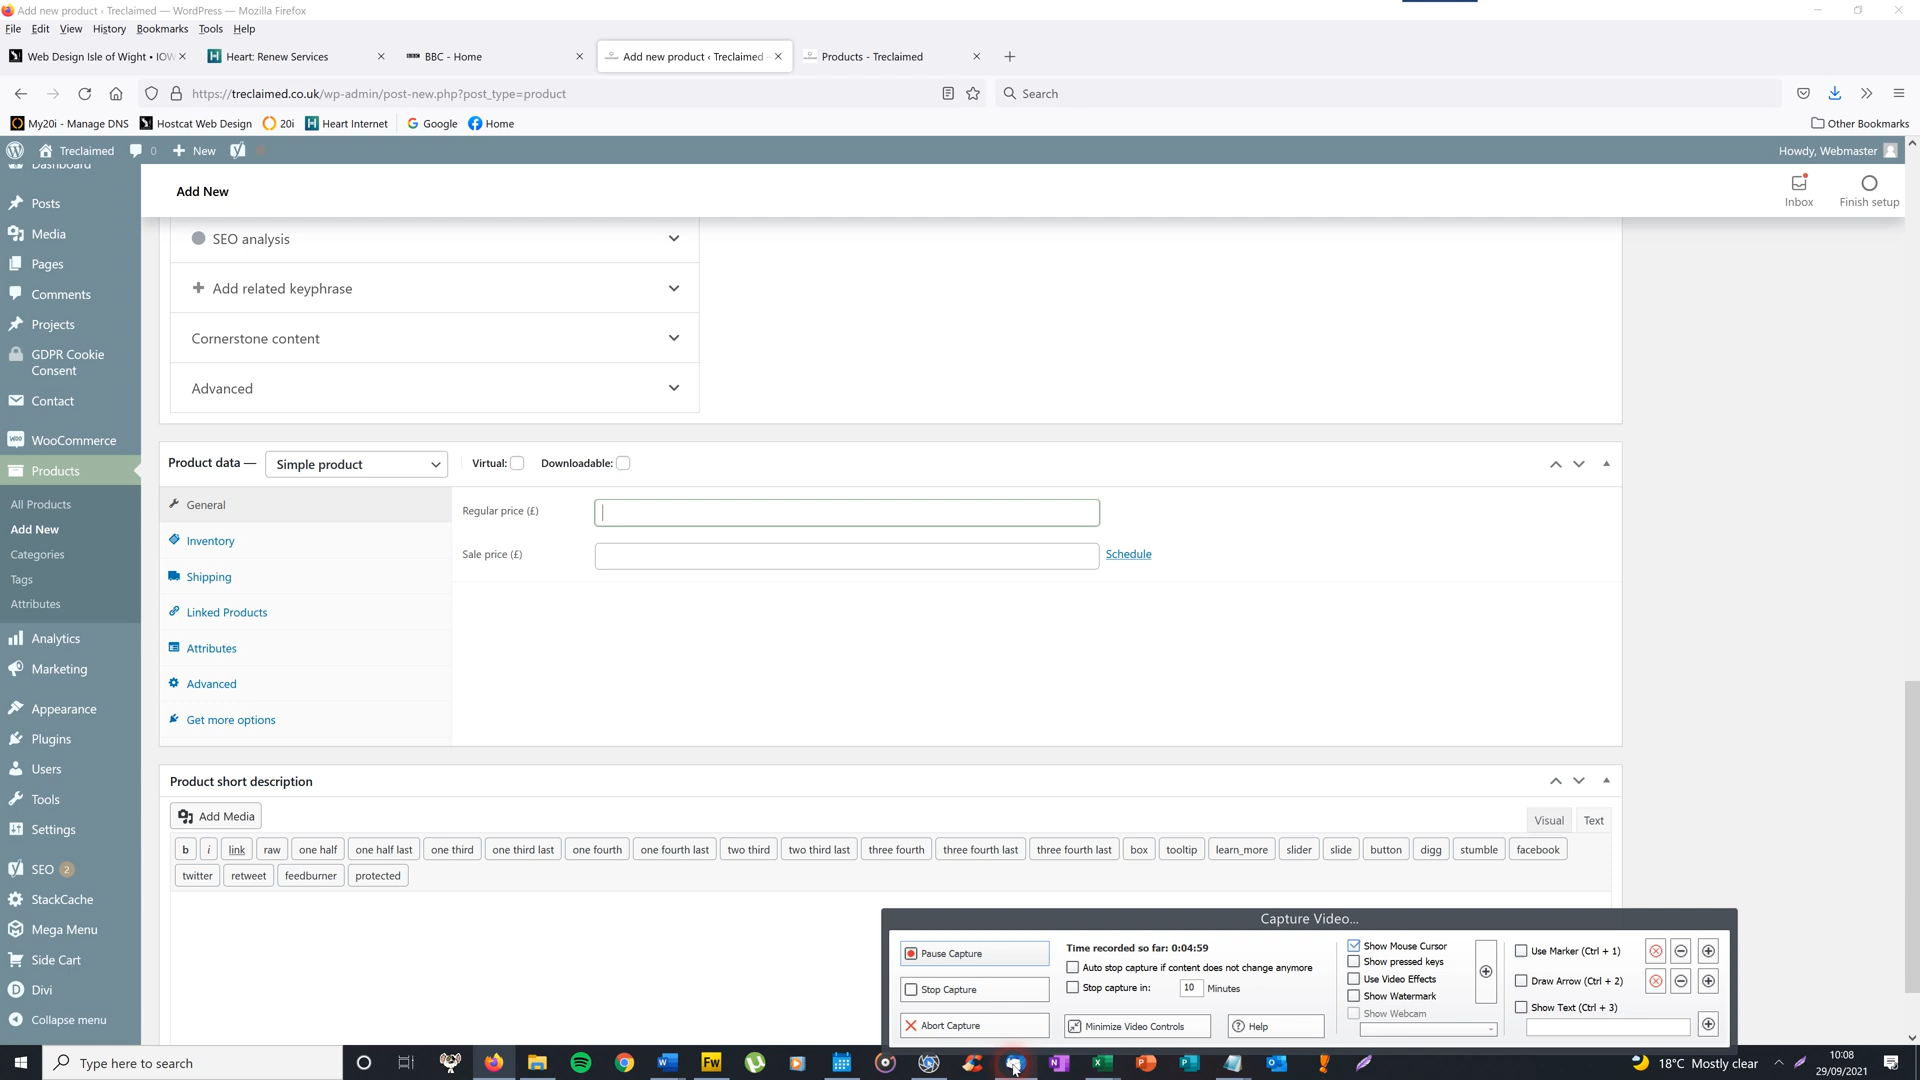 Add new product ‹ Treclaimed — WordPress — Mozilla Firefox
File Edit View History Bookmarks Tools Help
Web Design Isle of Wight • IOW
Heart: Renew Services
BBC - Home
Add new product ‹ Treclaimed
Products - Treclaimed
https://treclaimed.co.uk/wp-admin/post-new.php?post_type=product
Search
My20i - Manage DNS Hostcat Web Design 20i Heart Internet Google Home Other Bookmarks
Treclaimed 0 New
Howdy, Webmaster
Dashboard
Posts
Media
Pages
Comments
Projects
GDPR Cookie Consent
Contact
WooCommerce
Products
All Products
Add New
Categories
Tags
Attributes
Analytics
Marketing
Appearance
Plugins
Users
Tools
Settings
SEO 2
StackCache
Mega Menu
Side Cart
Divi
Collapse menu
Add New
Inbox
Finish setup
SEO analysis
Add related keyphrase
Cornerstone content
Advanced
Product data — Simple product Virtual: Downloadable:
General
Inventory
Shipping
Linked Products
Attributes
Advanced
Get more options
Regular price (£)
Sale price (£)
Schedule
Product short description
Add Media
Visual Text
b i link raw one half one half last one third one third last one fourth one fourth last two third two third last three fourth three fourth last three fourth last box tooltip learn_more slider slide button digg stumble facebook
twitter retweet feedburner protected
Capture Video...
Pause Capture
Stop Capture
Abort Capture
Time recorded so far: 0:04:59
Auto stop capture if content does not change anymore
Stop capture in: 10 Minutes
Minimize Video Controls
Help
Show Mouse Cursor
Show pressed keys
Use Video Effects
Show Watermark
Show Webcam
Use Marker (Ctrl + 1)
Draw Arrow (Ctrl + 2)
Show Text (Ctrl + 3)
Type here to search
18°C Mostly clear
10:08
29/09/2021